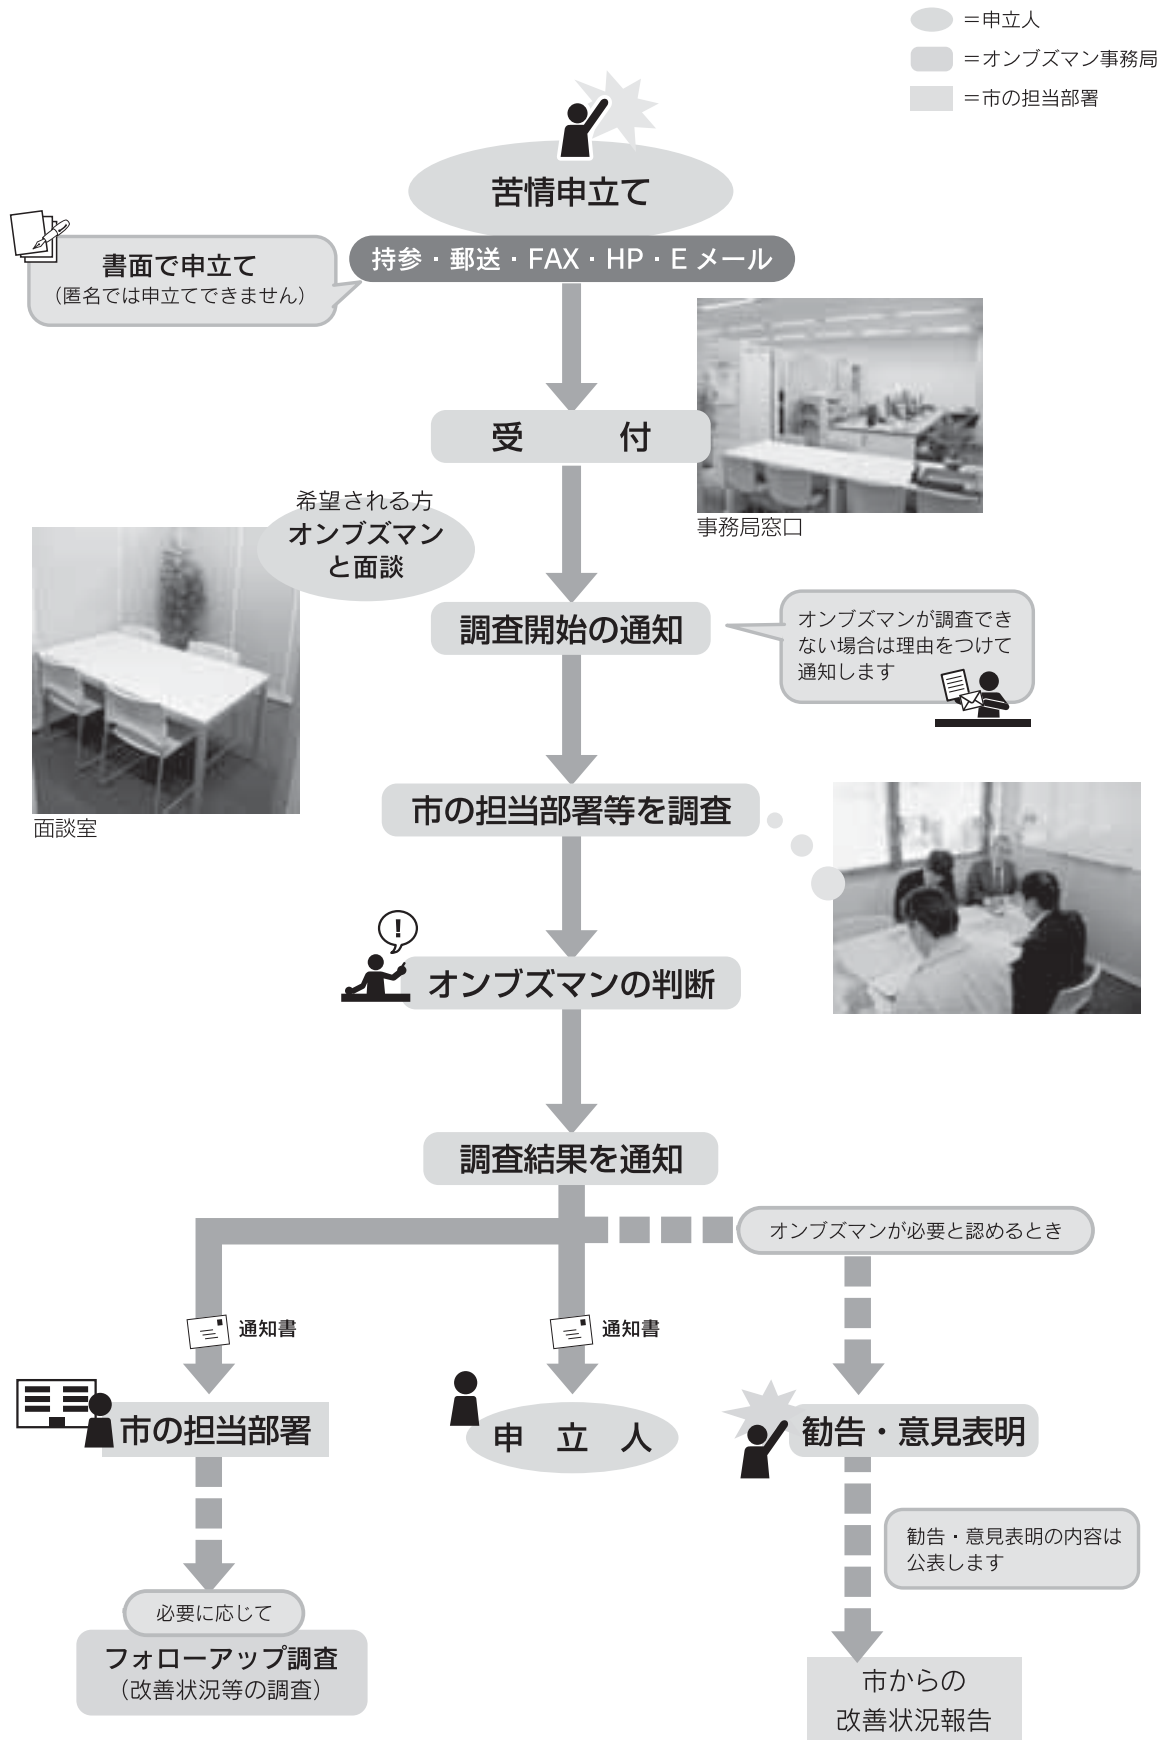 =申立人
=オンブズマン事務局
=市の担当部署
苦情申立て
持参・郵送・FAX・HP・E メール
書面で申立て
（匿名では申立てできません）
受　　　付
事務局窓口
希望される方
オンブズマン
と面談
面談室
調査開始の通知
オンブズマンが調査でき
ない場合は理由をつけて
通知します
市の担当部署等を調査
!
オンブズマンの判断
調査結果を通知
オンブズマンが必要と認めるとき
通知書
通知書
市の担当部署
申　立　人
勧告・意見表明
勧告・意見表明の内容は
公表します
必要に応じて
フォローアップ調査
（改善状況等の調査）
市からの
改善状況報告